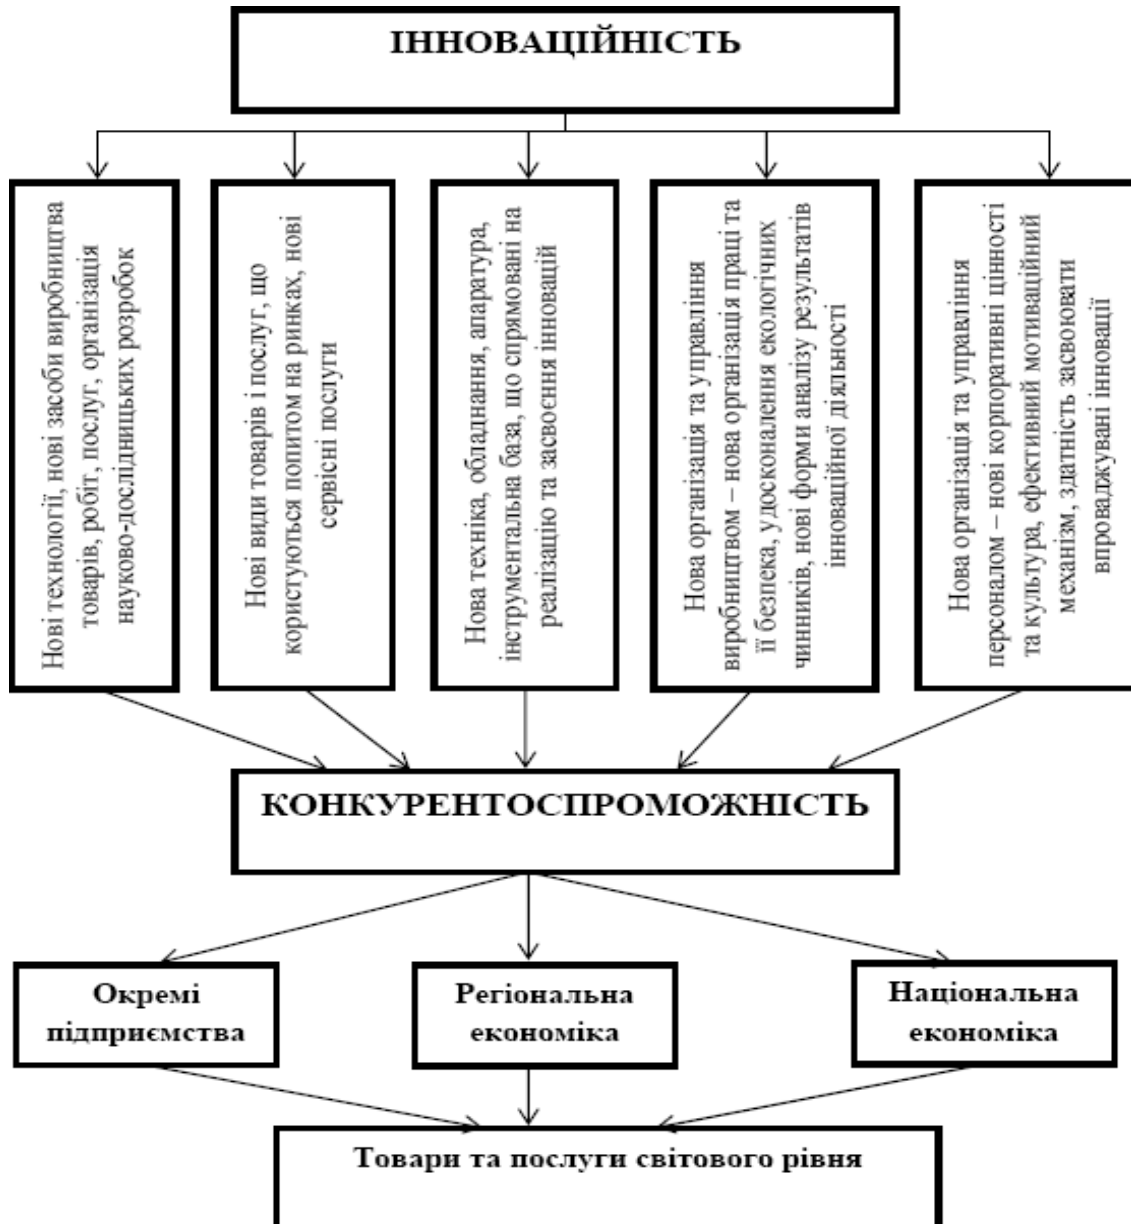 ІННОВАЦІЙНІСТЬ
Нові технології, нові засоби виробництва
товарів, робіт, послуг, організація
науково-дослідницьких розробок
Нові види товарів і послуг, що
користуються попитом на ринках, нові
сервісні послуги
Нова техніка, обладнання, апаратура,
інструментальна база, що спрямовані на
реалізацію та засвоєння інновацій
Нова організація та управління
виробництвом – нова організація праці та
її безпека, удосконалення екологічних
чинників, нові форми аналізу результатів
інноваційної діяльності
Нова організація та управління
персоналом – нові корпоративні цінності
та культура, ефективний мотиваційний
механізм, здатність засвоювати
впроваджувані інновації
КОНКУРЕНТОСПРОМОЖНІСТЬ
Окремі
підприємства
Регіональна
економіка
Національна
економіка
Товари та послуги світового рівня